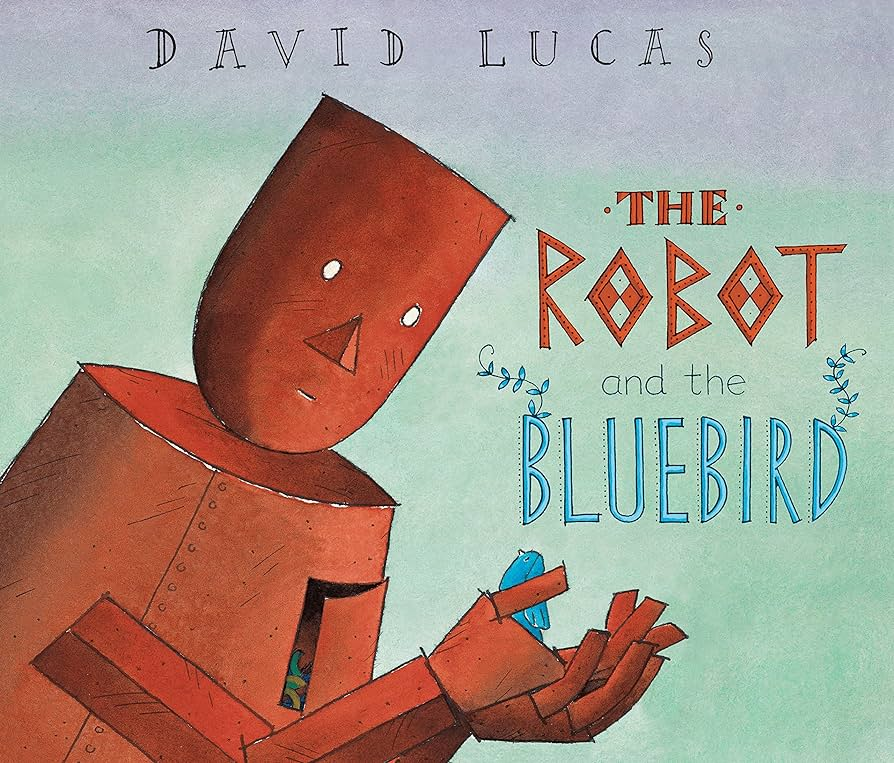 DAVID LUCAS
·THE·
ROBOT
and the
BLUEBIRD